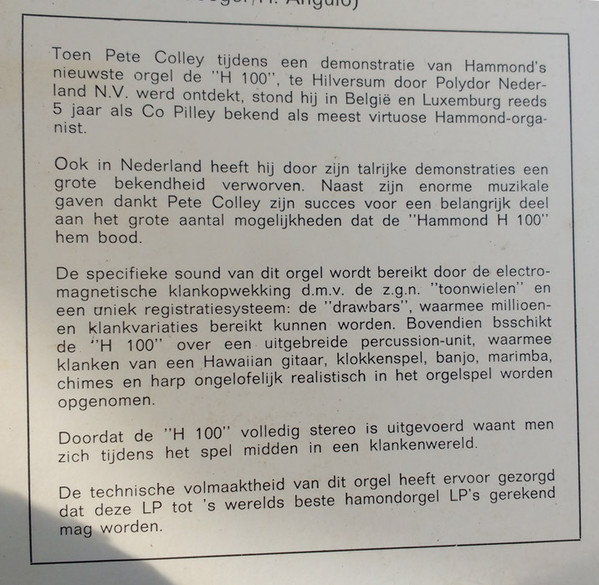 Toen Pete Colley tijdens een demonstratie van Hammond's
nieuwste orgel de "H 100", te Hilversum door Polydor Neder-
land N.V. werd ontdekt, stond hij in België en Luxemburg reeds
5 jaar als Co Pilley bekend als meest virtuose Hammond-orga-
nist.
Ook in Nederland heeft hij door zijn talrijke demonstraties een
grote bekendheid verworven. Naast zijn enorme muzikale
gaven dankt Pete Colley zijn succes voor een belangrijk deel
aan het grote aantal mogelijkheden dat de "Hammond H 100"
hem bood.
De specifieke sound van dit orgel wordt bereikt door de electro-
magnetische klankopwekking d.m.v. de z.g.n. "toonwielen" en
een uniek registratiesysteem: de "drawbars", waarmee millioen-
en klankvariaties bereikt kunnen worden. Bovendien bsschikt
de "H 100" over een uitgebreide percussion-unit, waarmee
klanken van een Hawaiian gitaar, klokkenspel, banjo, marimba,
chimes en harp ongelofelijk realistisch in het orgelspel worden
opgenomen.
Doordat de "H 100" volledig stereo is uitgevoerd waant men
zich tijdens het spel midden in een klankenwereld.
De technische volmaaktheid van dit orgel heeft ervoor gezorgd
dat deze LP tot 's werelds beste hamondorgel LP's gerekend
mag worden.